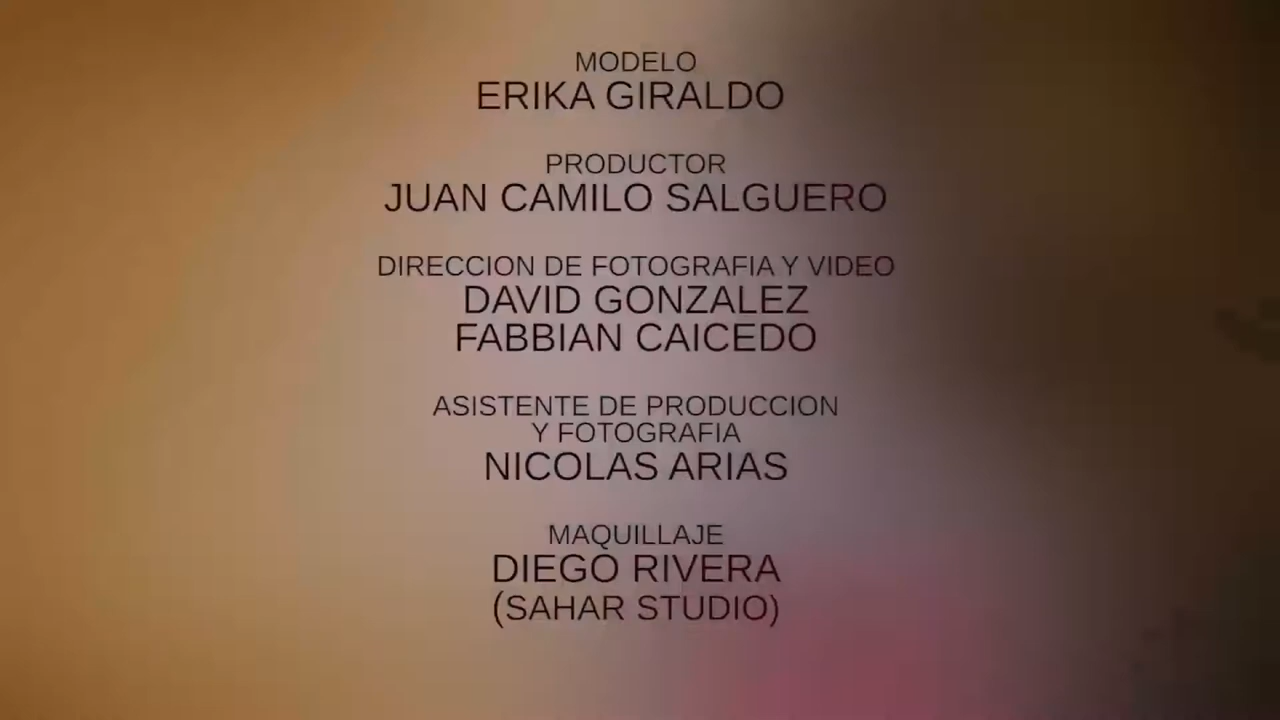 MODELO
ERIKA GIRALDO
PRODUCTOR
JUAN CAMILO SALGUERO
DIRECCION DE FOTOGRAFIA Y VIDEO
DAVID GONZALEZ
FABBIAN CAICEDO
ASISTENTE DE PRODUCCION
Y FOTOGRAFIA
NICOLAS ARIAS
MAQUILLAJE
DIEGO RIVERA
(SAHAR STUDIO)